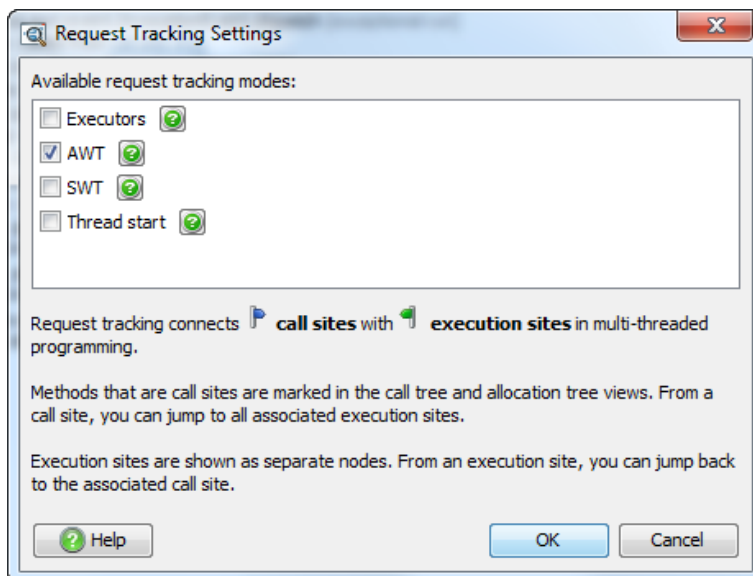 Request Tracking Settings
Available request tracking modes:
Executors
AWT
SWT
Thread start
Request tracking connects call sites with execution sites in multi-threaded
programming.
Methods that are call sites are marked in the call tree and allocation tree views. From a
call site, you can jump to all associated execution sites.
Execution sites are shown as separate nodes. From an execution site, you can jump back
to the associated call site.
Help
OK
Cancel